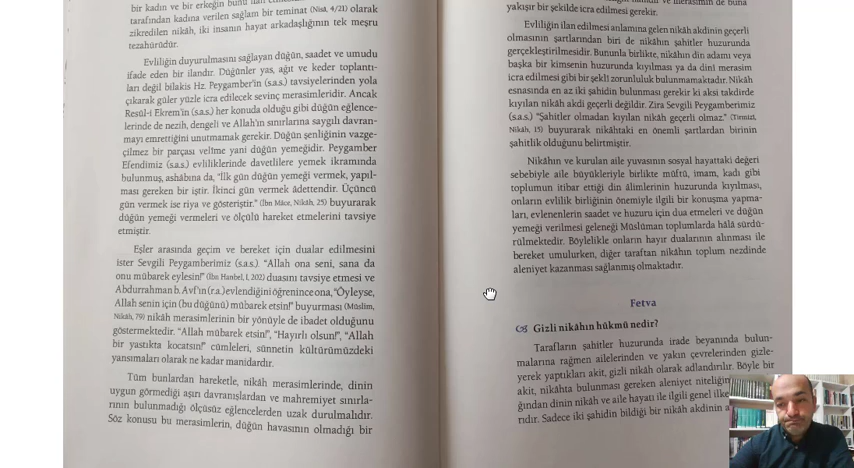 bir kadın ve bir erkeğin bunu ilan
tarafından kadına verilen sağlam bir teminat (Nisâ, 4/21) olarak
zikredilen nikâh, iki insanın hayat arkadaşlığının tek meşru
tezahürüdür.
Evliliğin duyurulmasını sağlayan düğün, saadet ve umudu
ifade eden bir ilandır. Düğünler yas, ağıt ve keder toplantı-
ları değil bilakis Hz. Peygamber'in (s.a.s.) tavsiyelerinden yola
çıkarak güler yüzle icra edilecek sevinç merasimleridir. Ancak
Resûl-i Ekrem'in (s.a.s.) her konuda olduğu gibi düğün eğlence-
lerinde de nezih, dengeli ve Allah'ın sınırlarına saygılı davran-
mayı emrettiğini unutmamak gerekir. Düğün şenliğinin vazge-
çilmez bir parçası velîme yani düğün yemeğidir. Peygamber
Efendimiz (s.a.s.) evliliklerinde davetlilere yemek ikramında
bulunmuş, ashâbına da, "İlk gün düğün yemeği vermek, yapıl-
ması gereken bir iştir. İkinci gün vermek âdettendir. Üçüncü
gün vermek ise riya ve gösteriştir." (İbn Mâce, Nikâh, 25) buyurarak
düğün yemeği vermeleri ve ölçülü hareket etmelerini tavsiye
etmiştir.
Eşler arasında geçim ve bereket için dualar edilmesini
ister Sevgili Peygamberimiz (s.a.s.). "Allah ona seni, sana da
onu mübarek eylesin!" (İbn Hanbel, I, 202) duasını tavsiye etmesi ve
Abdurrahman b. Avf'ın (r.a.) evlendiğini öğrenince ona, "Öyleyse,
Allah senin için (bu düğünü) mübarek etsin!" buyurması (Müslim,
Nikâh, 79) nikâh merasimlerinin bir yönüyle de ibadet olduğunu
göstermektedir. "Allah mübarek etsin!", "Hayırlı olsun!", "Allah
bir yastıkta kocatsın!" cümleleri, sünnetin kültürümüzdeki
yansımaları olarak ne kadar manidardır.
Tüm bunlardan hareketle, nikâh merasimlerinde, dinin
uygun görmediği aşırı davranışlardan ve mahremiyet sınırla-
rının bulunmadığı ölçüsüz eğlencelerden uzak durulmalıdır.
Söz konusu bu merasimlerin, düğün havasının olmadığı bir
merasimin de buna
yakışır bir şekilde icra edilmesi gerekir.
Evliliğin ilan edilmesi anlamına gelen nikâh akdinin geçerli
olmasının şartlarından biri de nikâhın şahitler huzurunda
gerçekleştirilmesidir. Bununla birlikte, nikâhın din adamı veya
başka bir kimsenin huzurunda kıyılması ya da dinî merasim
icra edilmesi gibi bir şeklî zorunluluk bulunmamaktadır. Nikâh
esnasında en az iki şahidin bulunması gerekir ki aksi takdirde
kıyılan nikâh akdi geçerli değildir. Zira Sevgili Peygamberimiz
(s.a.s.) "Şahitler olmadan kıyılan nikâh geçerli olmaz." (Tirmizî,
Nikâh, 15) buyurarak nikâhtaki en önemli şartlardan birinin
şahitlik olduğunu belirtmiştir.
Nikâhın ve kurulan aile yuvasının sosyal hayattaki değeri
sebebiyle aile büyükleriyle birlikte müftü, imam, kadı gibi
toplumun itibar ettiği din âlimlerinin huzurunda kıyılması,
onların evlilik birliğinin önemiyle ilgili bir konuşma yapma-
ları, evlenenlerin saadet ve huzuru için dua etmeleri ve düğün
yemeği verilmesi geleneği Müslüman toplumlarda hâlâ sürdü-
rülmektedir. Böylelikle onların hayır dualarının alınması ile
bereket umulurken, diğer taraftan nikâhın toplum nezdinde
aleniyet kazanması sağlanmış olmaktadır.
Fetva
Gizli nikâhın hükmü nedir?
Tarafların şahitler huzurunda irade beyanında bulun-
malarına rağmen ailelerinden ve yakın çevrelerinden gizle-
yerek yaptıkları akit, gizli nikâh olarak adlandırılır. Böyle bir
akit, nikâhta bulunması gereken aleniyet
ğından dinin nikâh ve aile hayatı ile ilgili genel
rıdır. Sadece iki şahidin bildiği bir nikâh akdinin